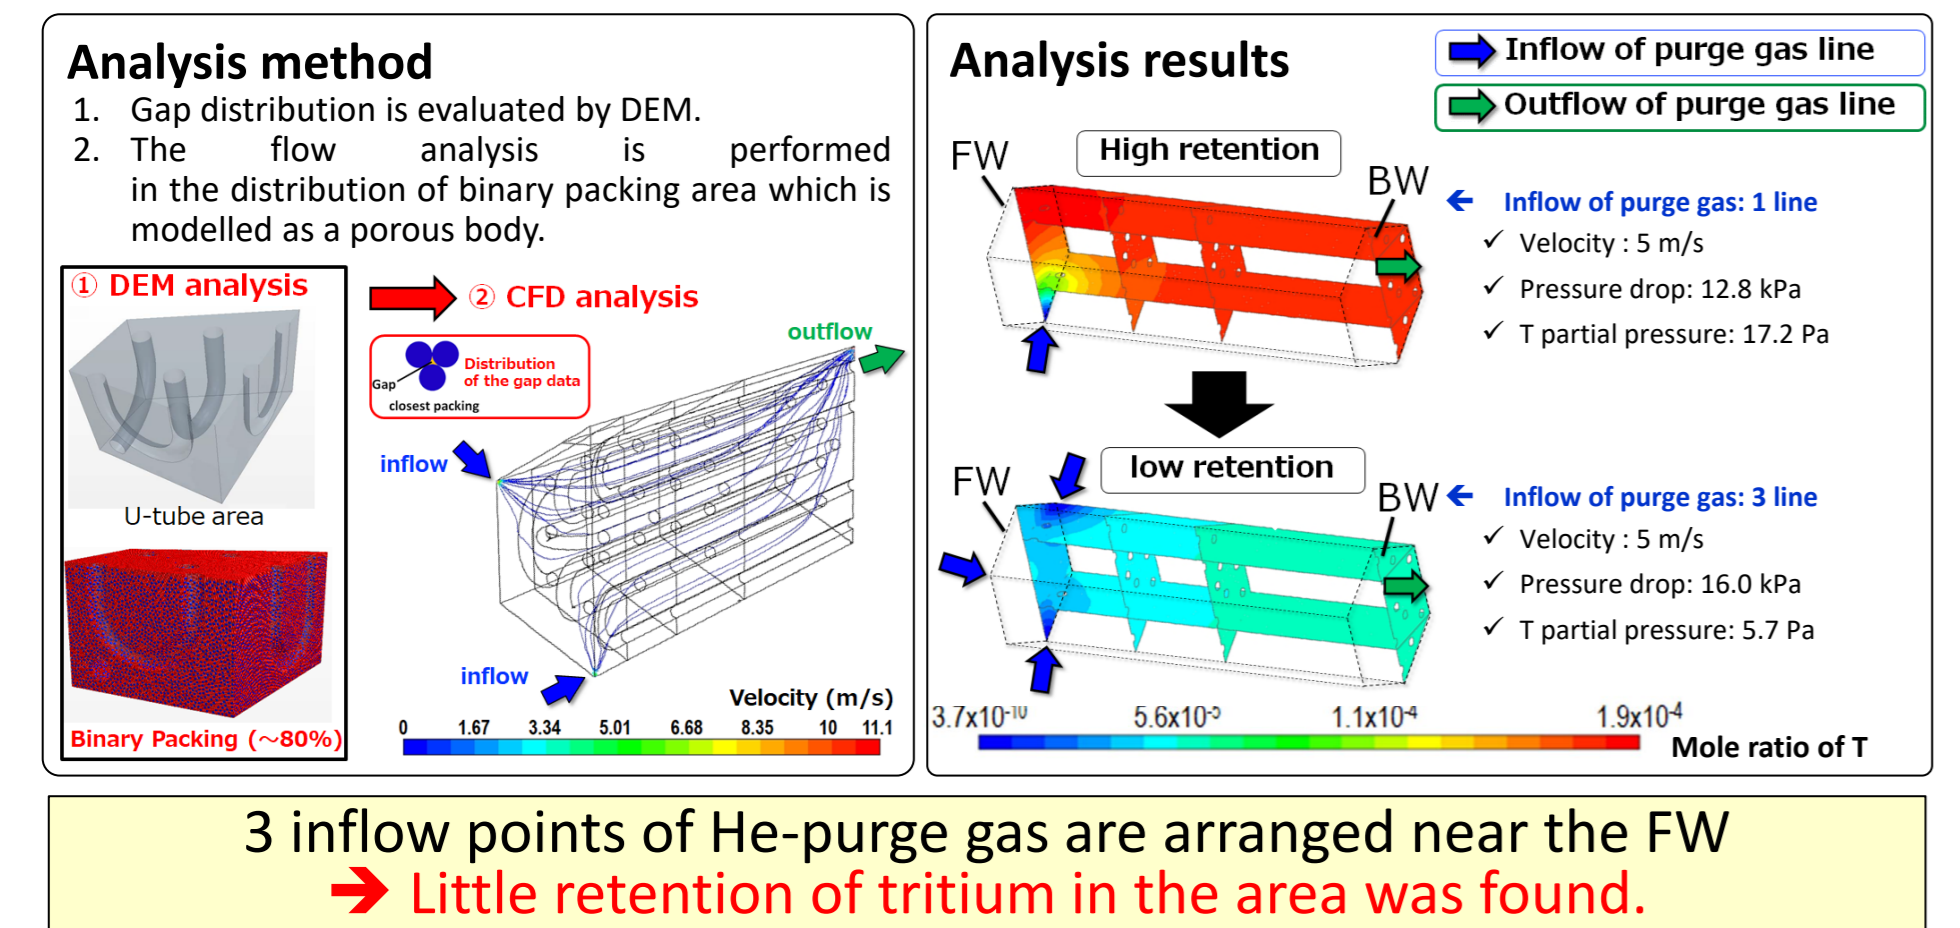 Analysis method
1. Gap distribution is evaluated by DEM.
2. The flow analysis is performed
in the distribution of binary packing area which is
modelled as a porous body.
① DEM analysis
U-tube area
Binary Packing (～80%)
② CFD analysis
Gap
Distribution
of the gap data
closest packing
outflow
inflow
inflow
Velocity (m/s)
0 1.67 3.34 5.01 6.68 8.35 10 11.1
Analysis results
Inflow of purge gas line
Outflow of purge gas line
High retention
FW
BW
🡰 Inflow of purge gas: 1 line
✓ Velocity : 5 m/s
✓ Pressure drop: 12.8 kPa
✓ T partial pressure: 17.2 Pa
low retention
FW
BW
🡰 Inflow of purge gas: 3 line
✓ Velocity : 5 m/s
✓ Pressure drop: 16.0 kPa
✓ T partial pressure: 5.7 Pa
3.7x10⁻¹⁰ 5.6x10⁻⁵ 1.1x10⁻⁴ 1.9x10⁻⁴
Mole ratio of T
3 inflow points of He-purge gas are arranged near the FW
➔ Little retention of tritium in the area was found.